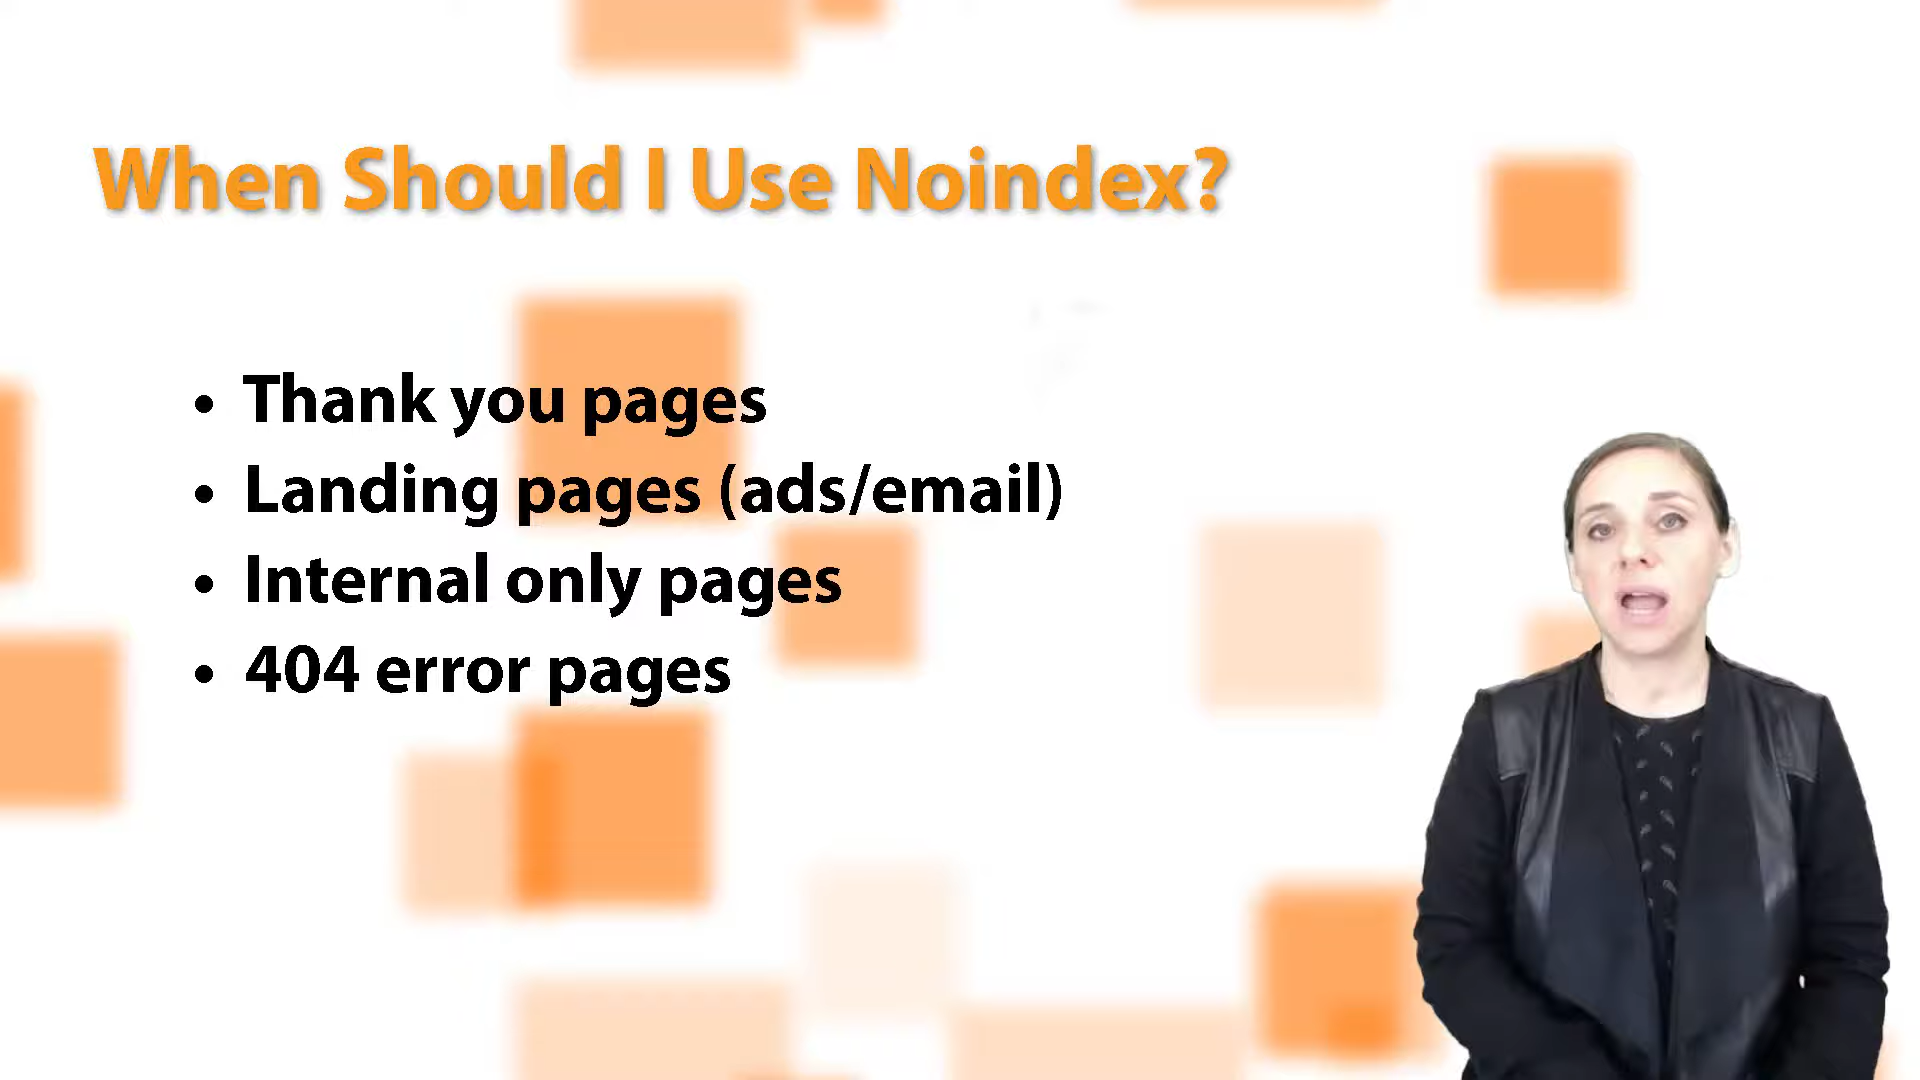 When Should I Use Noindex?
• Thank you pages
• Landing pages (ads/email)
• Internal only pages
• 404 error pages